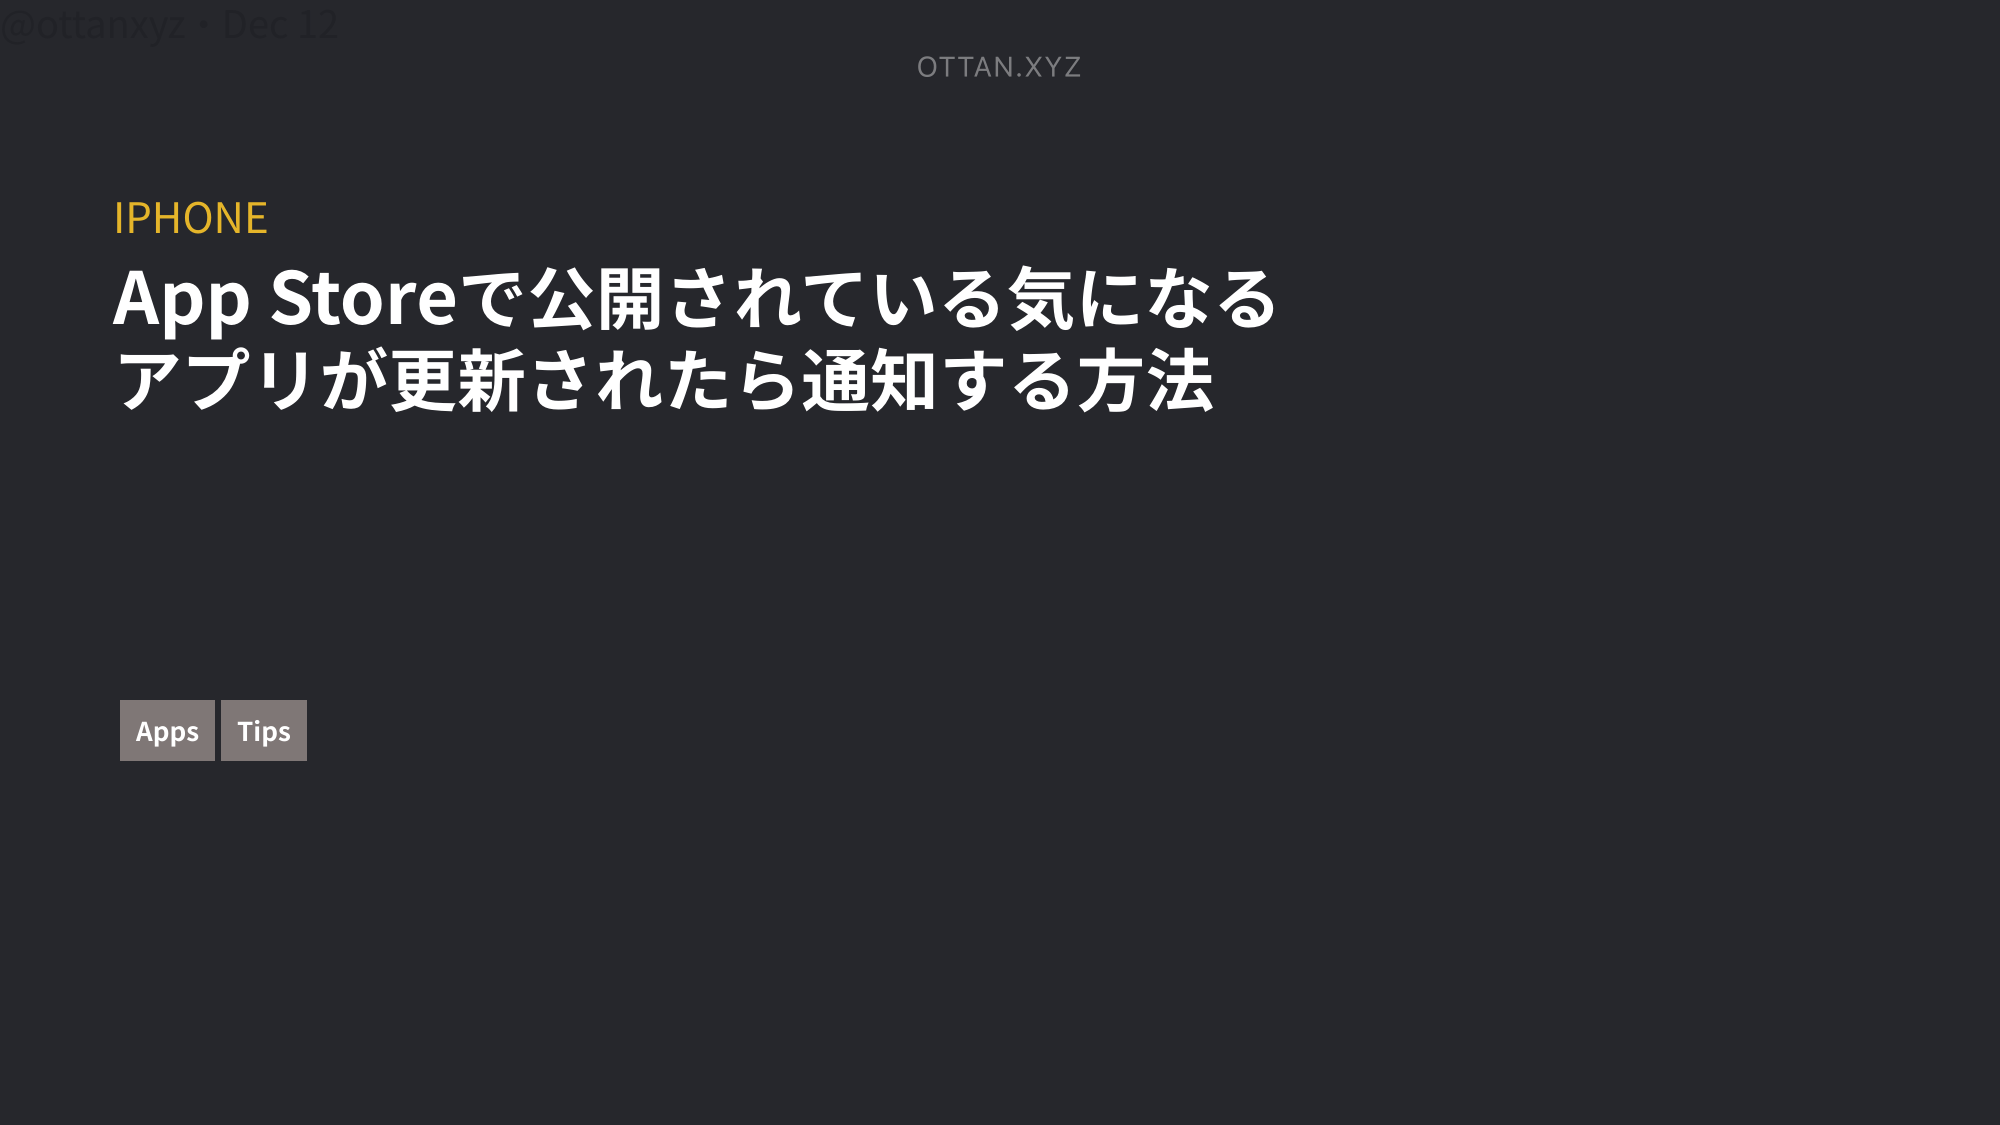 @ottanxyz・Dec 12
OTTAN.XYZ
IPHONE
App Storeで公開されている気になる
アプリが更新されたら通知する方法
Apps Tips